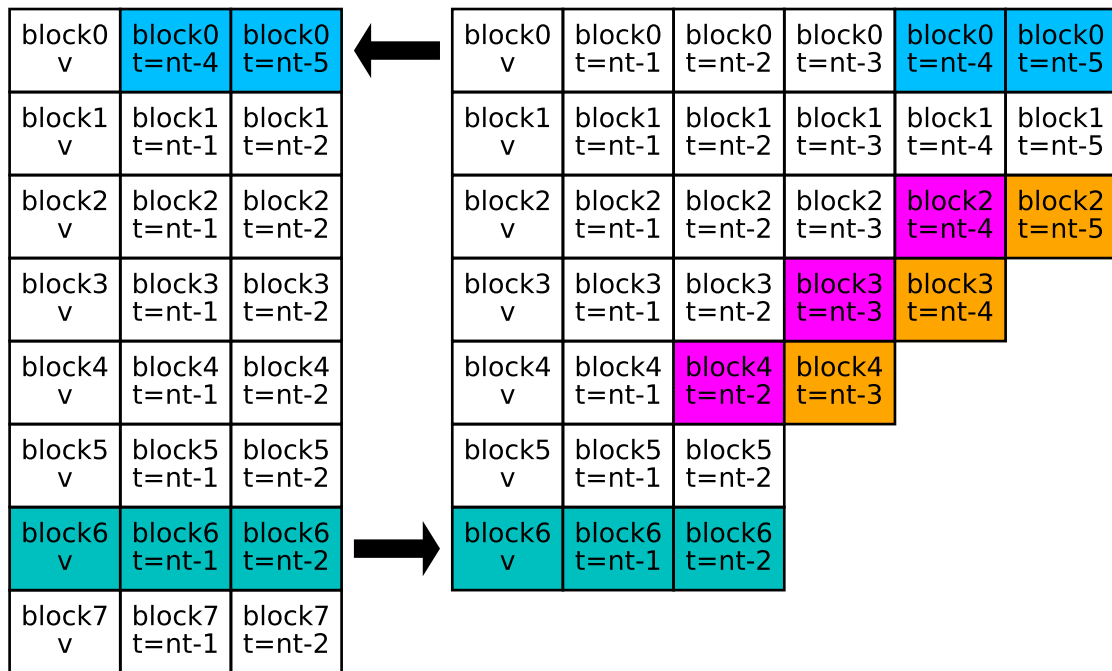 block0 block0 block0 block0 block0 block0 block0 block0 block0
v t=nt-4 t=nt-5 v t=nt-1 t=nt-2 t=nt-3 t=nt-4 t=nt-5
block1 block1 block1 block1 block1 block1 block1 block1 block1
v t=nt-1 t=nt-2 v t=nt-1 t=nt-2 t=nt-3 t=nt-4 t=nt-5
block2 block2 block2 block2 block2 block2 block2 block2 block2
v t=nt-1 t=nt-2 v t=nt-1 t=nt-2 t=nt-3 t=nt-4 t=nt-5
block3 block3 block3 block3 block3 block3 block3 block3
v t=nt-1 t=nt-2 v t=nt-1 t=nt-2 t=nt-3 t=nt-4
block4 block4 block4 block4 block4 block4 block4
v t=nt-1 t=nt-2 v t=nt-1 t=nt-2 t=nt-3
block5 block5 block5 block5 block5 block5
v t=nt-1 t=nt-2 v t=nt-1 t=nt-2
block6 block6 block6 block6 block6 block6
v t=nt-1 t=nt-2 v t=nt-1 t=nt-2
block7 block7 block7
v t=nt-1 t=nt-2